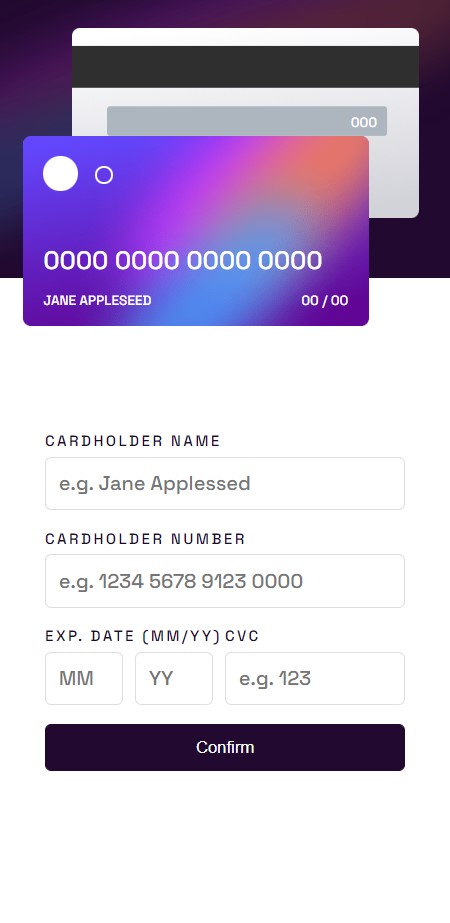 000
0000 0000 0000 0000
JANE APPLESEED 00 / 00
CARDHOLDER NAME
e.g. Jane Applessed
CARDHOLDER NUMBER
e.g. 1234 5678 9123 0000
EXP. DATE (MM/YY) CVC
MM YY e.g. 123
Confirm